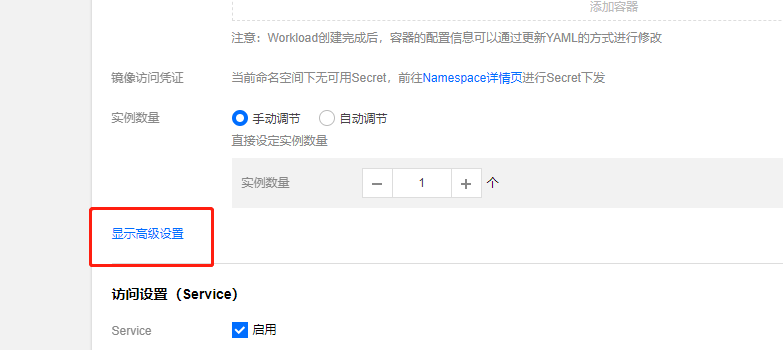 添加容器
注意：Workload创建完成后，容器的配置信息可以通过更新YAML的方式进行修改
镜像访问凭证 当前命名空间下无可用Secret，前往Namespace详情页进行Secret下发
实例数量 手动调节 自动调节
直接设定实例数量
实例数量 1 个
显示高级设置
访问设置（Service）
Service 启用